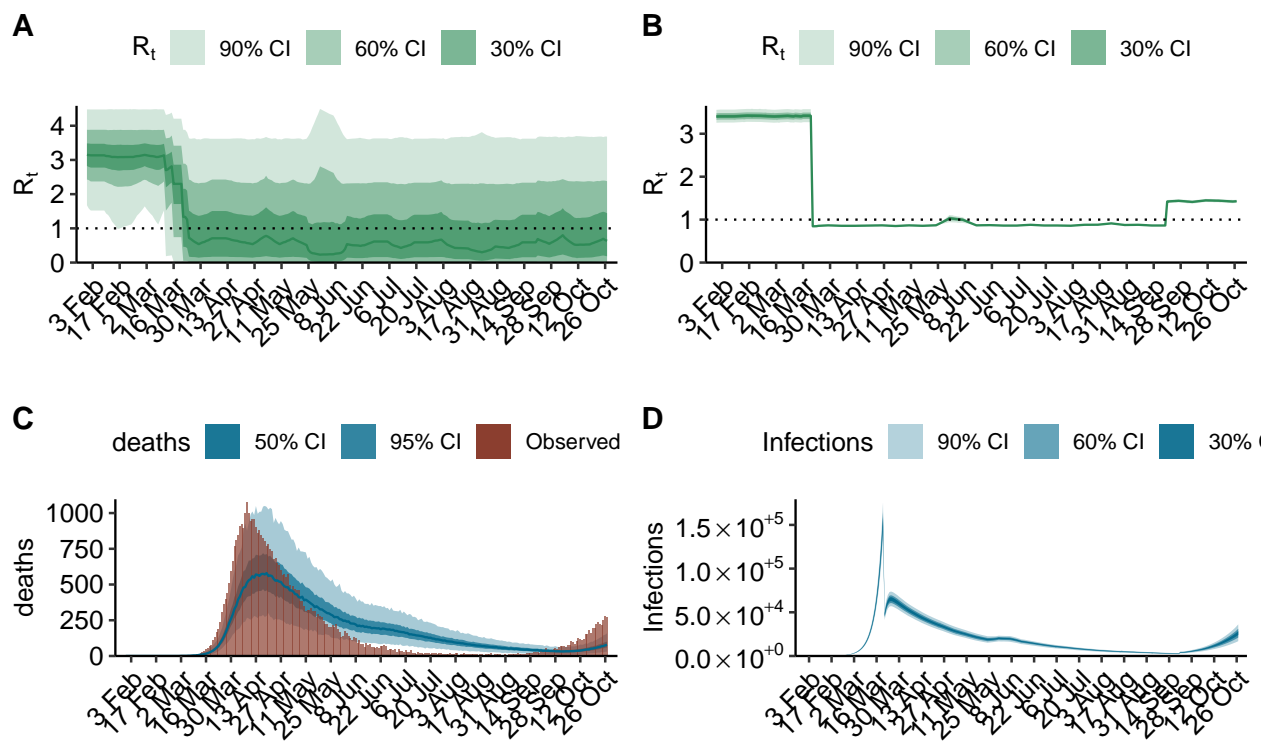 A
R_t 90% CI 60% CI 30% CI
R_t
4
3
2
1
0
3 Feb
17 Feb
2 Mar
16 Mar
30 Mar
13 Apr
27 Apr
11 May
25 May
8 Jun
22 Jun
6 Jul
20 Jul
3 Aug
17 Aug
31 Aug
14 Sep
28 Sep
12 Oct
26 Oct
B
R_t 90% CI 60% CI 30% CI
R_t
3
2
1
0
3 Feb
17 Feb
2 Mar
16 Mar
30 Mar
13 Apr
27 Apr
11 May
25 May
8 Jun
22 Jun
6 Jul
20 Jul
3 Aug
17 Aug
31 Aug
14 Sep
28 Sep
12 Oct
26 Oct
C
deaths 50% CI 95% CI Observed
deaths
1000
750
500
250
0
3 Feb
17 Feb
2 Mar
16 Mar
30 Mar
13 Apr
27 Apr
11 May
25 May
8 Jun
22 Jun
6 Jul
20 Jul
3 Aug
17 Aug
31 Aug
14 Sep
28 Sep
12 Oct
26 Oct
D
Infections 90% CI 60% CI 30%
Infections
1.5 × 10^+5
1.0 × 10^+5
5.0 × 10^+4
0.0 × 10^+0
3 Feb
17 Feb
2 Mar
16 Mar
30 Mar
13 Apr
27 Apr
11 May
25 May
8 Jun
22 Jun
6 Jul
20 Jul
3 Aug
17 Aug
31 Aug
14 Sep
28 Sep
12 Oct
26 Oct